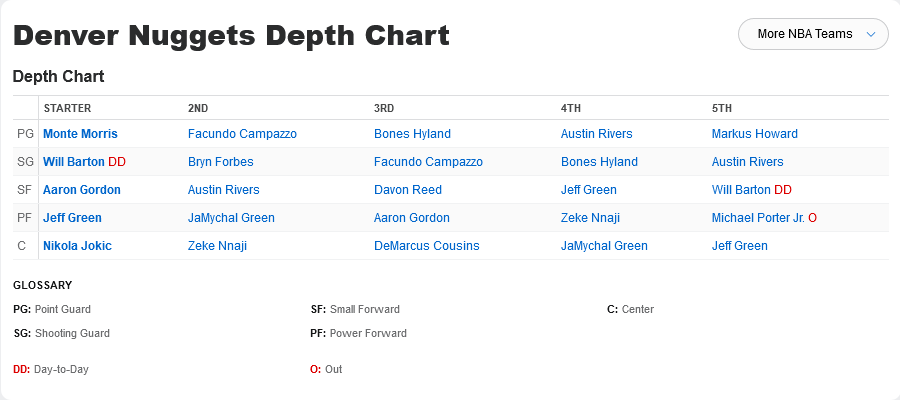 Denver Nuggets Depth Chart
More NBA Teams
Depth Chart
STARTER 2ND 3RD 4TH 5TH
PG Monte Morris Facundo Campazzo Bones Hyland Austin Rivers Markus Howard
SG Will Barton DD Bryn Forbes Facundo Campazzo Bones Hyland Austin Rivers
SF Aaron Gordon Austin Rivers Davon Reed Jeff Green Will Barton DD
PF Jeff Green JaMychal Green Aaron Gordon Zeke Nnaji Michael Porter Jr. O
C Nikola Jokic Zeke Nnaji DeMarcus Cousins JaMychal Green Jeff Green
GLOSSARY
PG: Point Guard SF: Small Forward C: Center
SG: Shooting Guard PF: Power Forward
DD: Day-to-Day O: Out